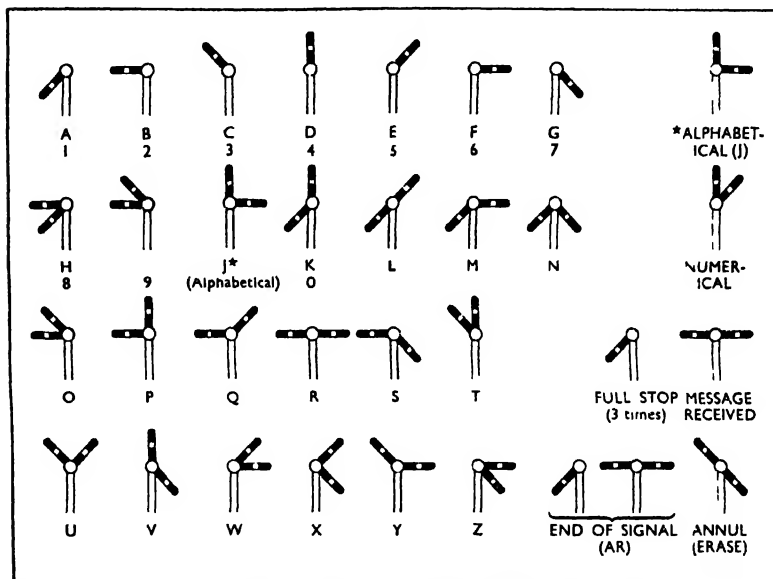 A B C D E F G *ALPHABET-
1 2 3 4 5 6 7 ICAL (J)
H J* K L M N NUMER-
8 9 (Alphabetical) O ICAL
O P Q R S T FULL STOP MESSAGE
(3 times) RECEIVED
U V W X Y Z END OF SIGNAL ANNUL
(AR) (ERASE)